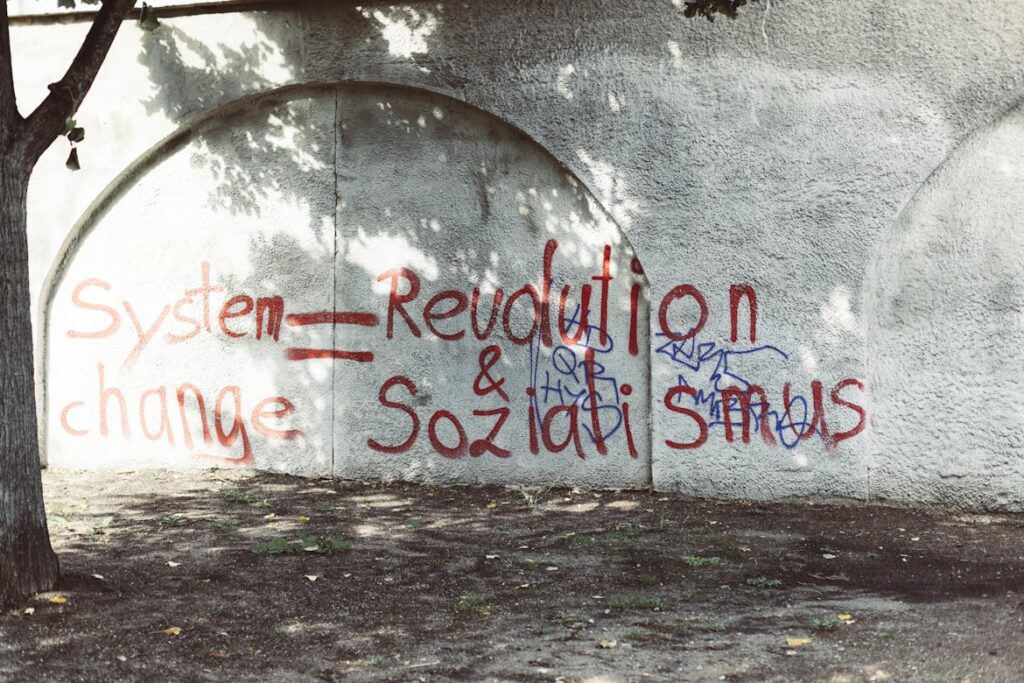 System = Revolution
&
change Sozialismus